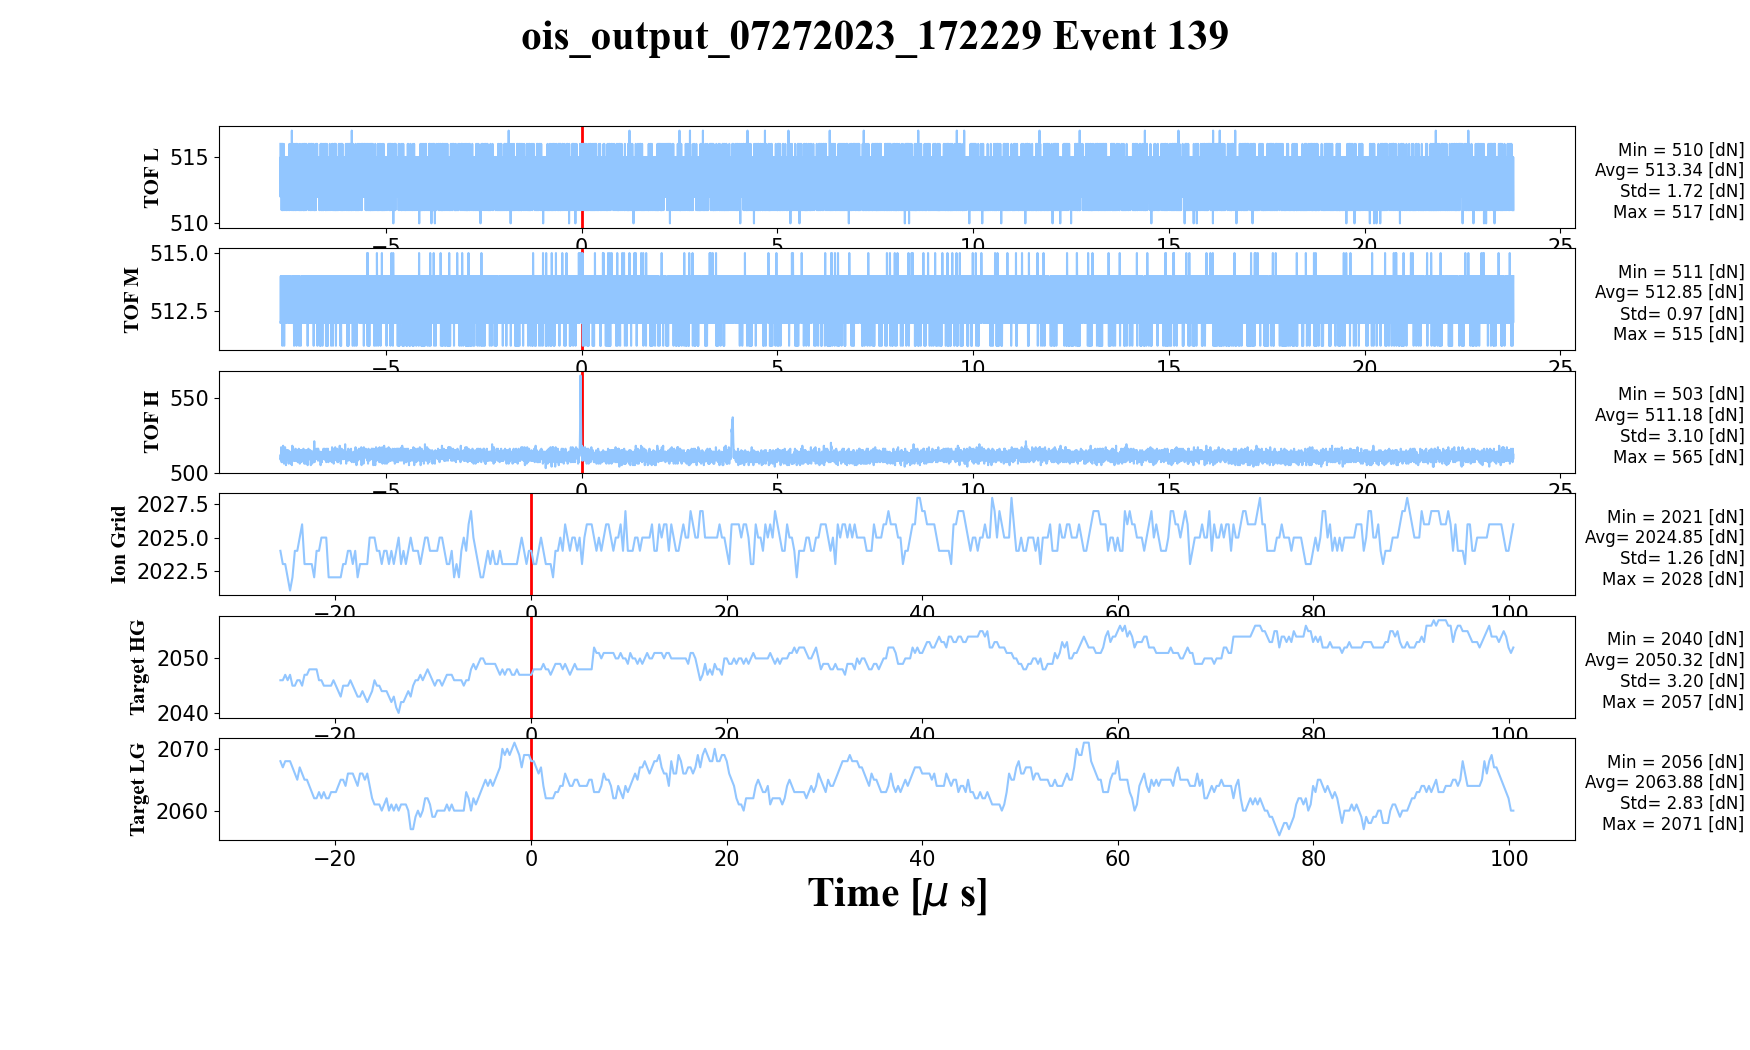 ois_output_07272023_172229 Event 139
TOF L
515
510
−5 0 5 10 15 20 25
Min = 510 [dN]
Avg= 513.34 [dN]
Std= 1.72 [dN]
Max = 517 [dN]
TOF M
515.0
512.5
−5 0 5 10 15 20 25
Min = 511 [dN]
Avg= 512.85 [dN]
Std= 0.97 [dN]
Max = 515 [dN]
TOF H
550
500
−5 0 5 10 15 20 25
Min = 503 [dN]
Avg= 511.18 [dN]
Std= 3.10 [dN]
Max = 565 [dN]
Ion Grid
2027.5
2025.0
2022.5
−20 0 20 40 60 80 100
Min = 2021 [dN]
Avg= 2024.85 [dN]
Std= 1.26 [dN]
Max = 2028 [dN]
Target HG
2050
2040
−20 0 20 40 60 80 100
Min = 2040 [dN]
Avg= 2050.32 [dN]
Std= 3.20 [dN]
Max = 2057 [dN]
Target LG
2070
2060
−20 0 20 40 60 80 100
Min = 2056 [dN]
Avg= 2063.88 [dN]
Std= 2.83 [dN]
Max = 2071 [dN]
Time [μ s]